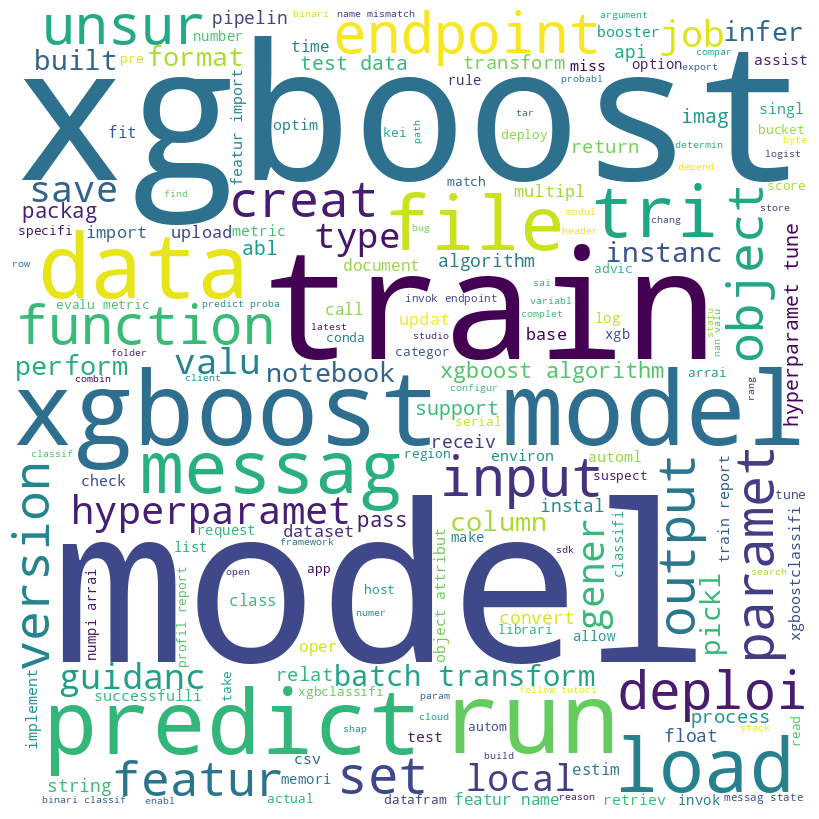 unsur
pipelin
binari
name mismatch
endpoint
argument
compar
booster
job
infer
number
built
pre
format
time
test data
transform
api
miss
option
export
assist
xgboost
rule
fit
optim
featur import
kei
path
tar
probabl
deploy
imag
determin
singl
bucket
byte
return
logist
depend
save
find
creat
match
multipl
file
modul
header
bug
tri
chang
score
store
packag
specifi
import
upload
metric
abl
type
document
algorithm
instanc
object
advic
row
data
evalu metric
predict proba
train
invok endpoint
sai
variabl
complet
call
latest
updat
studio
conda
base
log
xgb
categor
statu
nan valu
hyperparamet tune
function
perform
folder
combin
valu
client
notebook
xgboost algorithm
configur
arrai
rang
support
serial
xgboost model
receiv
classif
check
region
environ
automl
suspect
messag
input
version
hyperparamet
pass
column
instal
request
dataset
make
sdk
list
framework
gener
classifi
output
paramet
train report
tune
xgboostclassifi
search
pickl
numpi arrai
open
app
host
class
numer
profil report
object attribut
convert
librari
allow
oper
model
guidanc
relat
batch transform
deploi
implement
successfulli
take
xgbclassifi
param
follow tutori
process
predict
run
cloud
shap
autom
test
stack
float
read
load
featur
csv
memori
set
local
build
estim
string
actual
datafram
featur name
reason
retriev
invok
messag state
binari classif
enabl